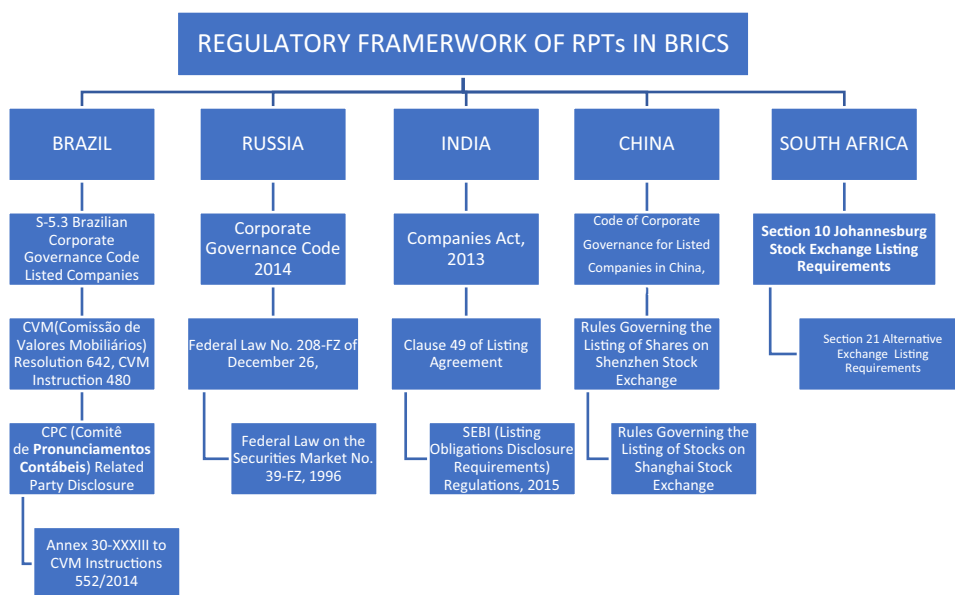 REGULATORY FRAMERWORK OF RPTs IN BRICS
BRAZIL
S-5.3 Brazilian
Corporate
Governance Code
Listed Companies
CVM(Comissão de
Valores Mobiliários)
Resolution 642, CVM
Instruction 480
CPC (Comitê
de Pronunciamentos
Contábeis) Related
Party Disclosure
Annex 30-XXXIII to
CVM Instructions
552/2014
RUSSIA
Corporate
Governance Code
2014
Federal Law No. 208-FZ
of December 26,
Federal Law on the
Securities Market No.
39-FZ, 1996
INDIA
Companies Act,
2013
Clause 49 of Listing
Agreement
SEBI (Listing
Obligations Disclosure
Requirements)
Regulations, 2015
CHINA
Code of Corporate
Governance for Listed
Companies in China,
Rules Governing the
Listing of Shares on
Shenzhen Stock
Exchange
Rules Governing the
Listing of Stocks on
Shanghai Stock
Exchange
SOUTH AFRICA
Section 10 Johannesburg
Stock Exchange Listing
Requirements
Section 21 Alternative
Exchange Listing
Requirements